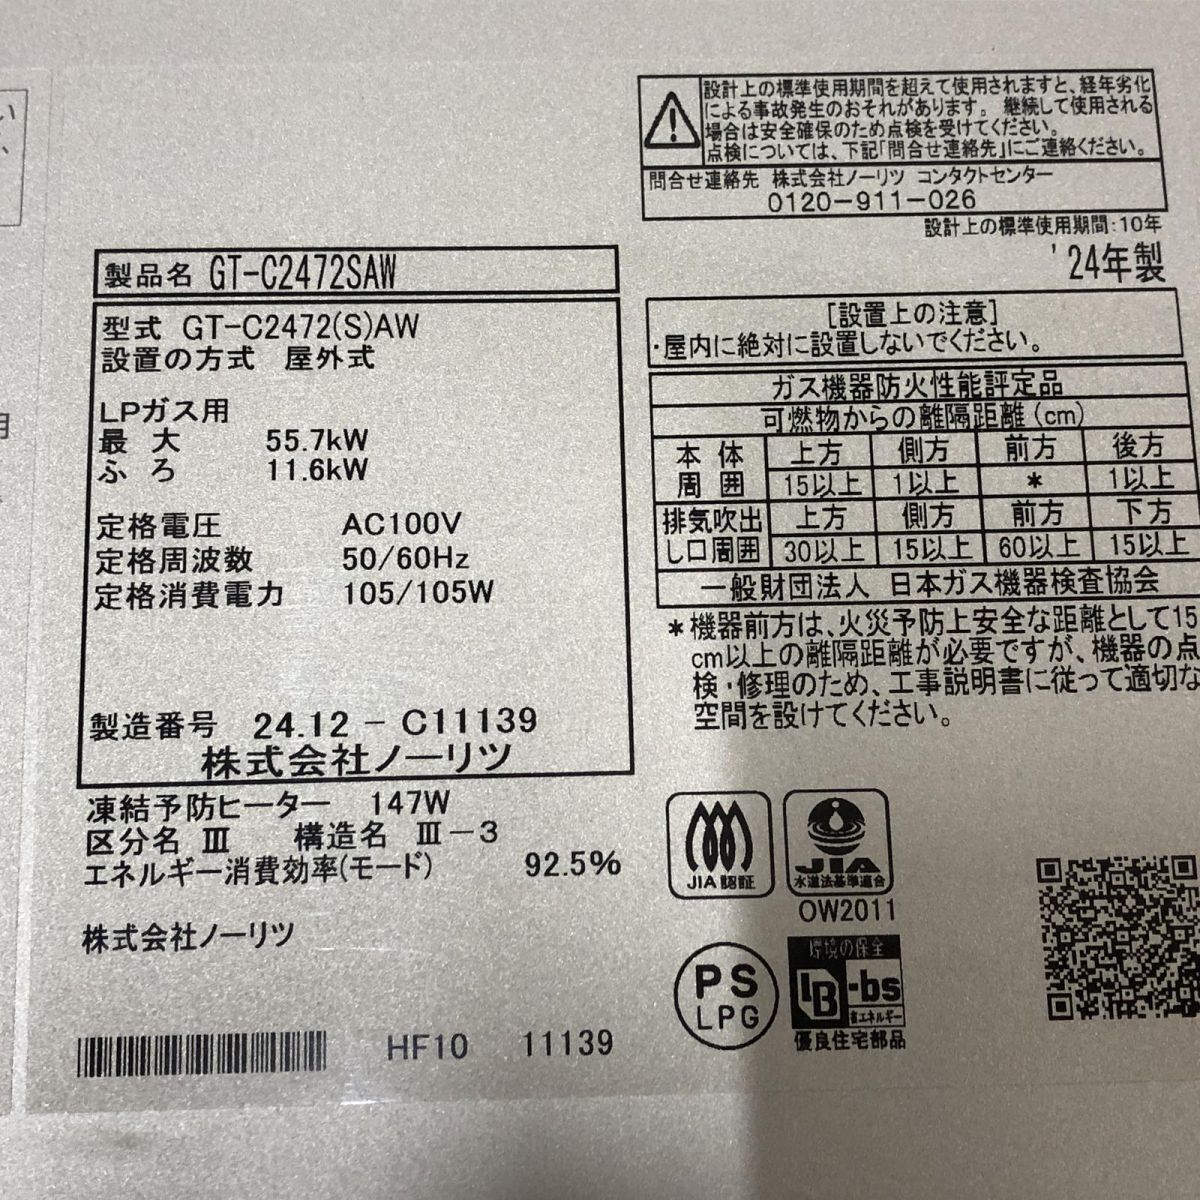 い
、
用
設計上の標準使用期間を超えて使用されますと、経年劣化
による事故発生のおそれがあります。 継続して使用される
場合は安全確保のため点検を受けてください。
点検については、下記「問合せ連絡先」にご連絡ください。
問合せ連絡先 株式会社ノーリツ コンタクトセンター
0120-911-026
設計上の標準使用期間:10年
'24年製
製品名 GT-C2472SAW
型式 GT-C2472(S)AW
設置の方式 屋外式
LPガス用
最大 55.7kW
ふろ 11.6kW
定格電圧 AC100V
定格周波数 50/60Hz
定格消費電力 105/105W
製造番号 24.12 - C11139
株式会社ノーリツ
凍結予防ヒーター 147W
区分名 Ⅲ 構造名 Ⅲ-3
エネルギー消費効率(モード) 92.5%
株式会社ノーリツ
HF10 11139
[設置上の注意]
・屋内に絶対に設置しないでください。
ガス機器防火性能評定品
可燃物からの離隔距離(cm)
本体 上方 側方 前方 後方
周囲 15以上 1以上 * 1以上
排気吹出 上方 側方 前方 下方
し口周囲 30以上 15以上 60以上 15以上
一般財団法人 日本ガス機器検査協会
*機器前方は、火災予防上安全な距離として15
cm以上の離隔距離が必要ですが、機器の点
検・修理のため、工事説明書に従って適切な
空間を設けてください。
JIA認証
JIA
水道法基準適合
OW2011
PS
LPG
環境の保全
BL-bs
省エネルギー
優良住宅部品